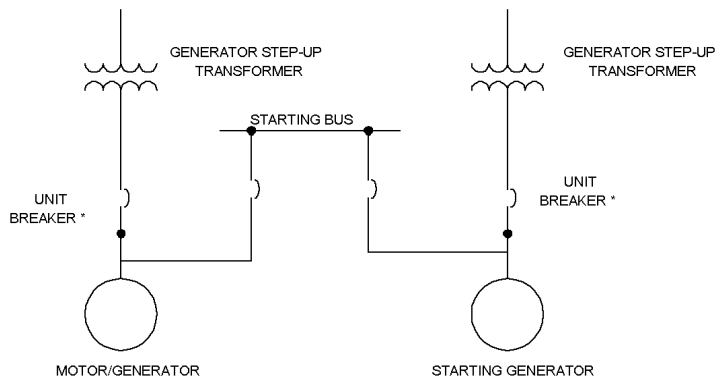 GENERATOR STEP-UP
TRANSFORMER
GENERATOR STEP-UP
TRANSFORMER
STARTING BUS
UNIT
BREAKER *
UNIT
BREAKER *
MOTOR/GENERATOR
STARTING GENERATOR